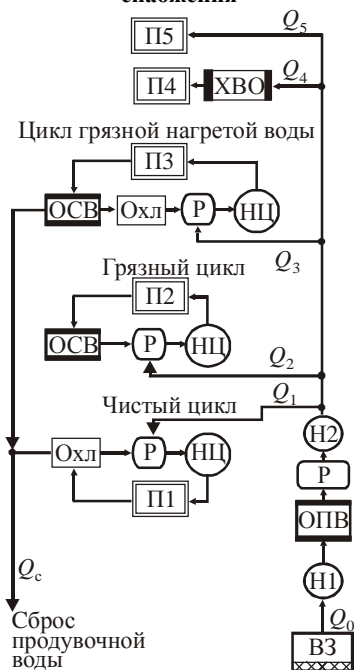 снабжения
Q5
П5
Q4
П4 ХВО
Цикл грязной нагретой воды
П3
ОСВ Охл Р НЦ
Q3
Грязный цикл
П2
ОСВ Р НЦ
Q2
Q1
Чистый цикл
Н2
Охл Р НЦ
Р
П1
ОПВ
Qс
Н1
Q0
Сброс
продувочной
воды
ВЗ